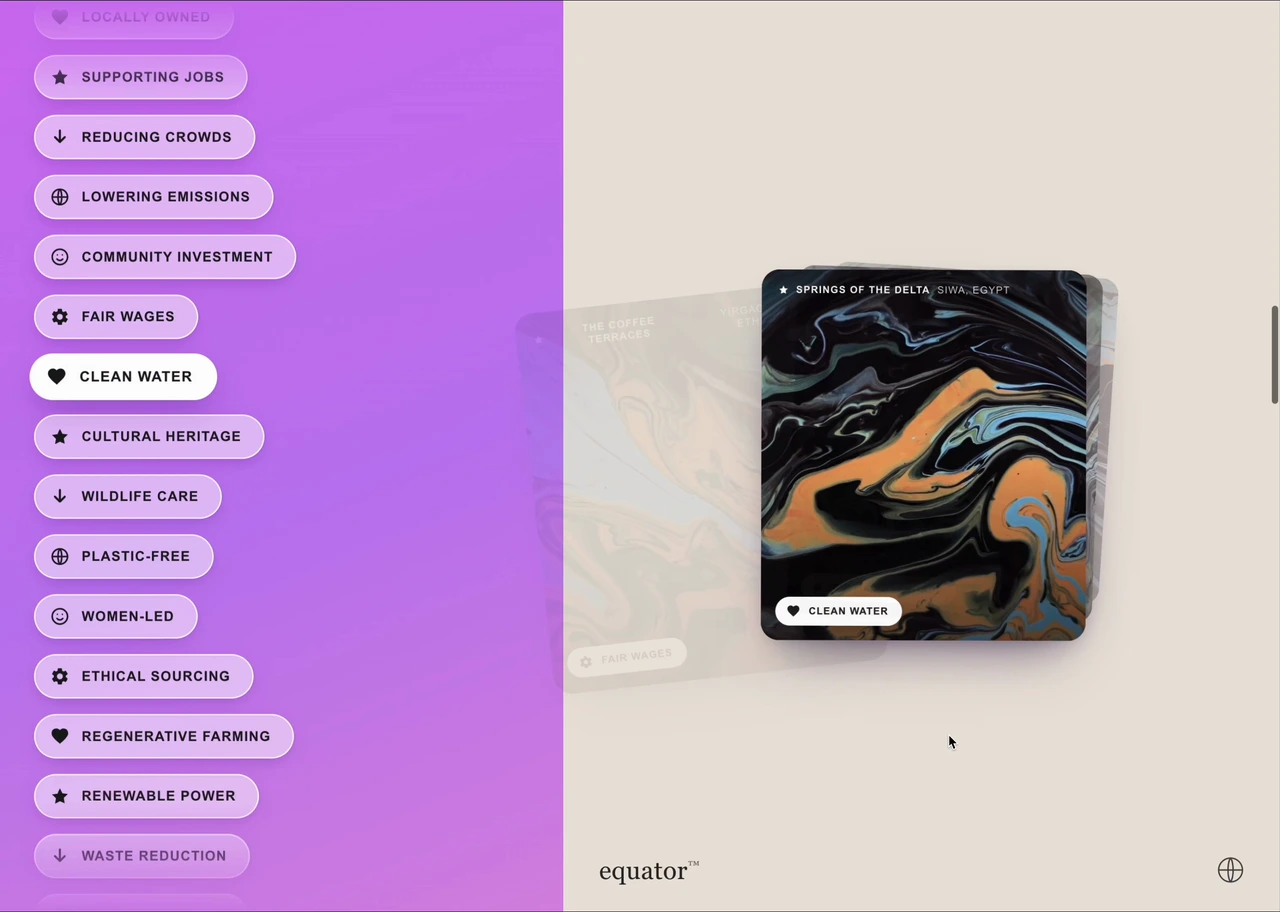 LOCALLY OWNED
SUPPORTING JOBS
REDUCING CROWDS
LOWERING EMISSIONS
COMMUNITY INVESTMENT
FAIR WAGES
CLEAN WATER
CULTURAL HERITAGE
WILDLIFE CARE
PLASTIC-FREE
WOMEN-LED
ETHICAL SOURCING
REGENERATIVE FARMING
RENEWABLE POWER
WASTE REDUCTION
THE COFFEE
TERRACES
SPRINGS OF THE DELTA SIWA, EGYPT
CLEAN WATER
FAIR WAGES
equator™